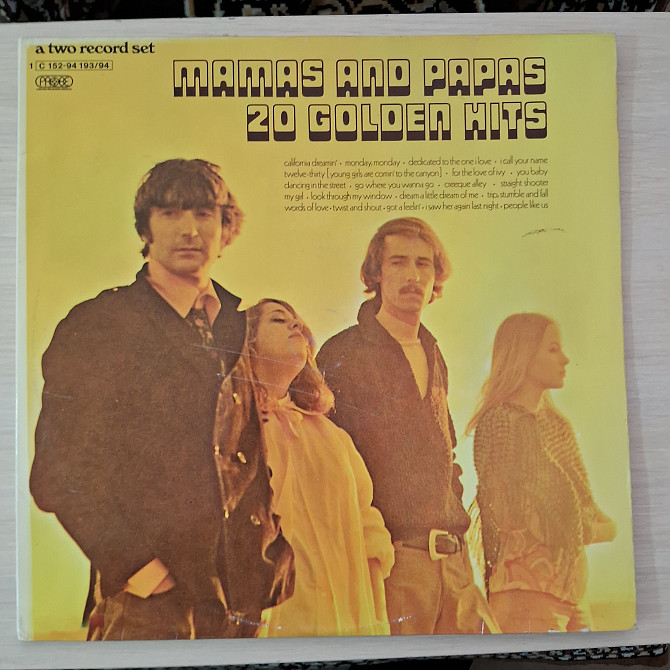 a two record set
1 C 152-94 193/94
PROBE
MAMAS AND PAPAS
20 GOLDEN HITS
california dreamin' • monday, monday • dedicated to the one i love • i call your name
twelve-thirty [young girls are comin' to the canyon] • for the love of ivy • you baby
dancing in the street • go where you wanna go • creeque alley • straight shooter
my girl • look through my window • dream a little dream of me • trip, stumble and fall
words of love • twist and shout • got a feelin' • i saw her again last night • people like us